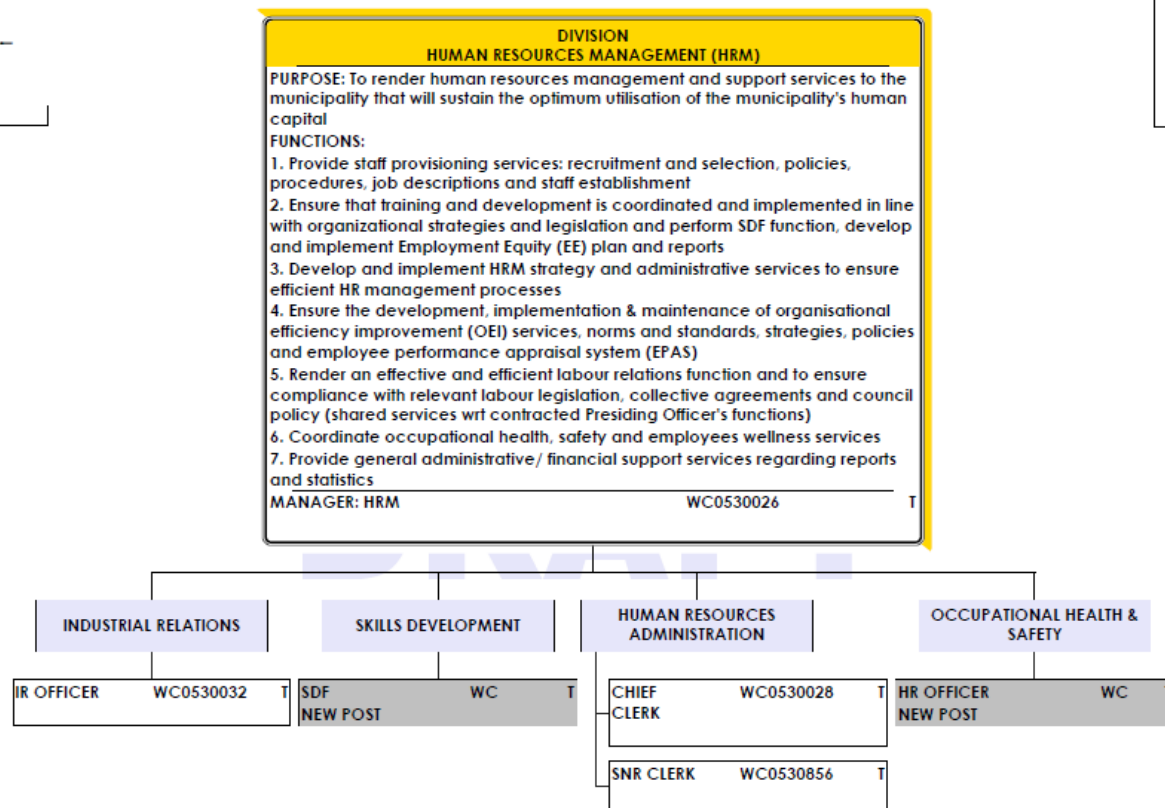 DIVISION
HUMAN RESOURCES MANAGEMENT (HRM)
PURPOSE: To render human resources management and support services to the
municipality that will sustain the optimum utilisation of the municipality's human
capital
FUNCTIONS:
1. Provide staff provisioning services: recruitment and selection, policies,
procedures, job descriptions and staff establishment
2. Ensure that training and development is coordinated and implemented in line
with organizational strategies and legislation and perform SDF function, develop
and implement Employment Equity (EE) plan and reports
3. Develop and implement HRM strategy and administrative services to ensure
efficient HR management processes
4. Ensure the development, implementation & maintenance of organisational
efficiency improvement (OEI) services, norms and standards, strategies, policies
and employee performance appraisal system (EPAS)
5. Render an effective and efficient labour relations function and to ensure
compliance with relevant labour legislation, collective agreements and council
policy (shared services wrt contracted Presiding Officer's functions)
6. Coordinate occupational health, safety and employees wellness services
7. Provide general administrative/ financial support services regarding reports
and statistics
MANAGER: HRM WC0530026 T
INDUSTRIAL RELATIONS
IR OFFICER WC0530032 T
SKILLS DEVELOPMENT
SDF WC T
NEW POST
HUMAN RESOURCES
ADMINISTRATION
CHIEF WC0530028 T
CLERK
SNR CLERK WC0530856 T
OCCUPATIONAL HEALTH &
SAFETY
HR OFFICER WC
NEW POST